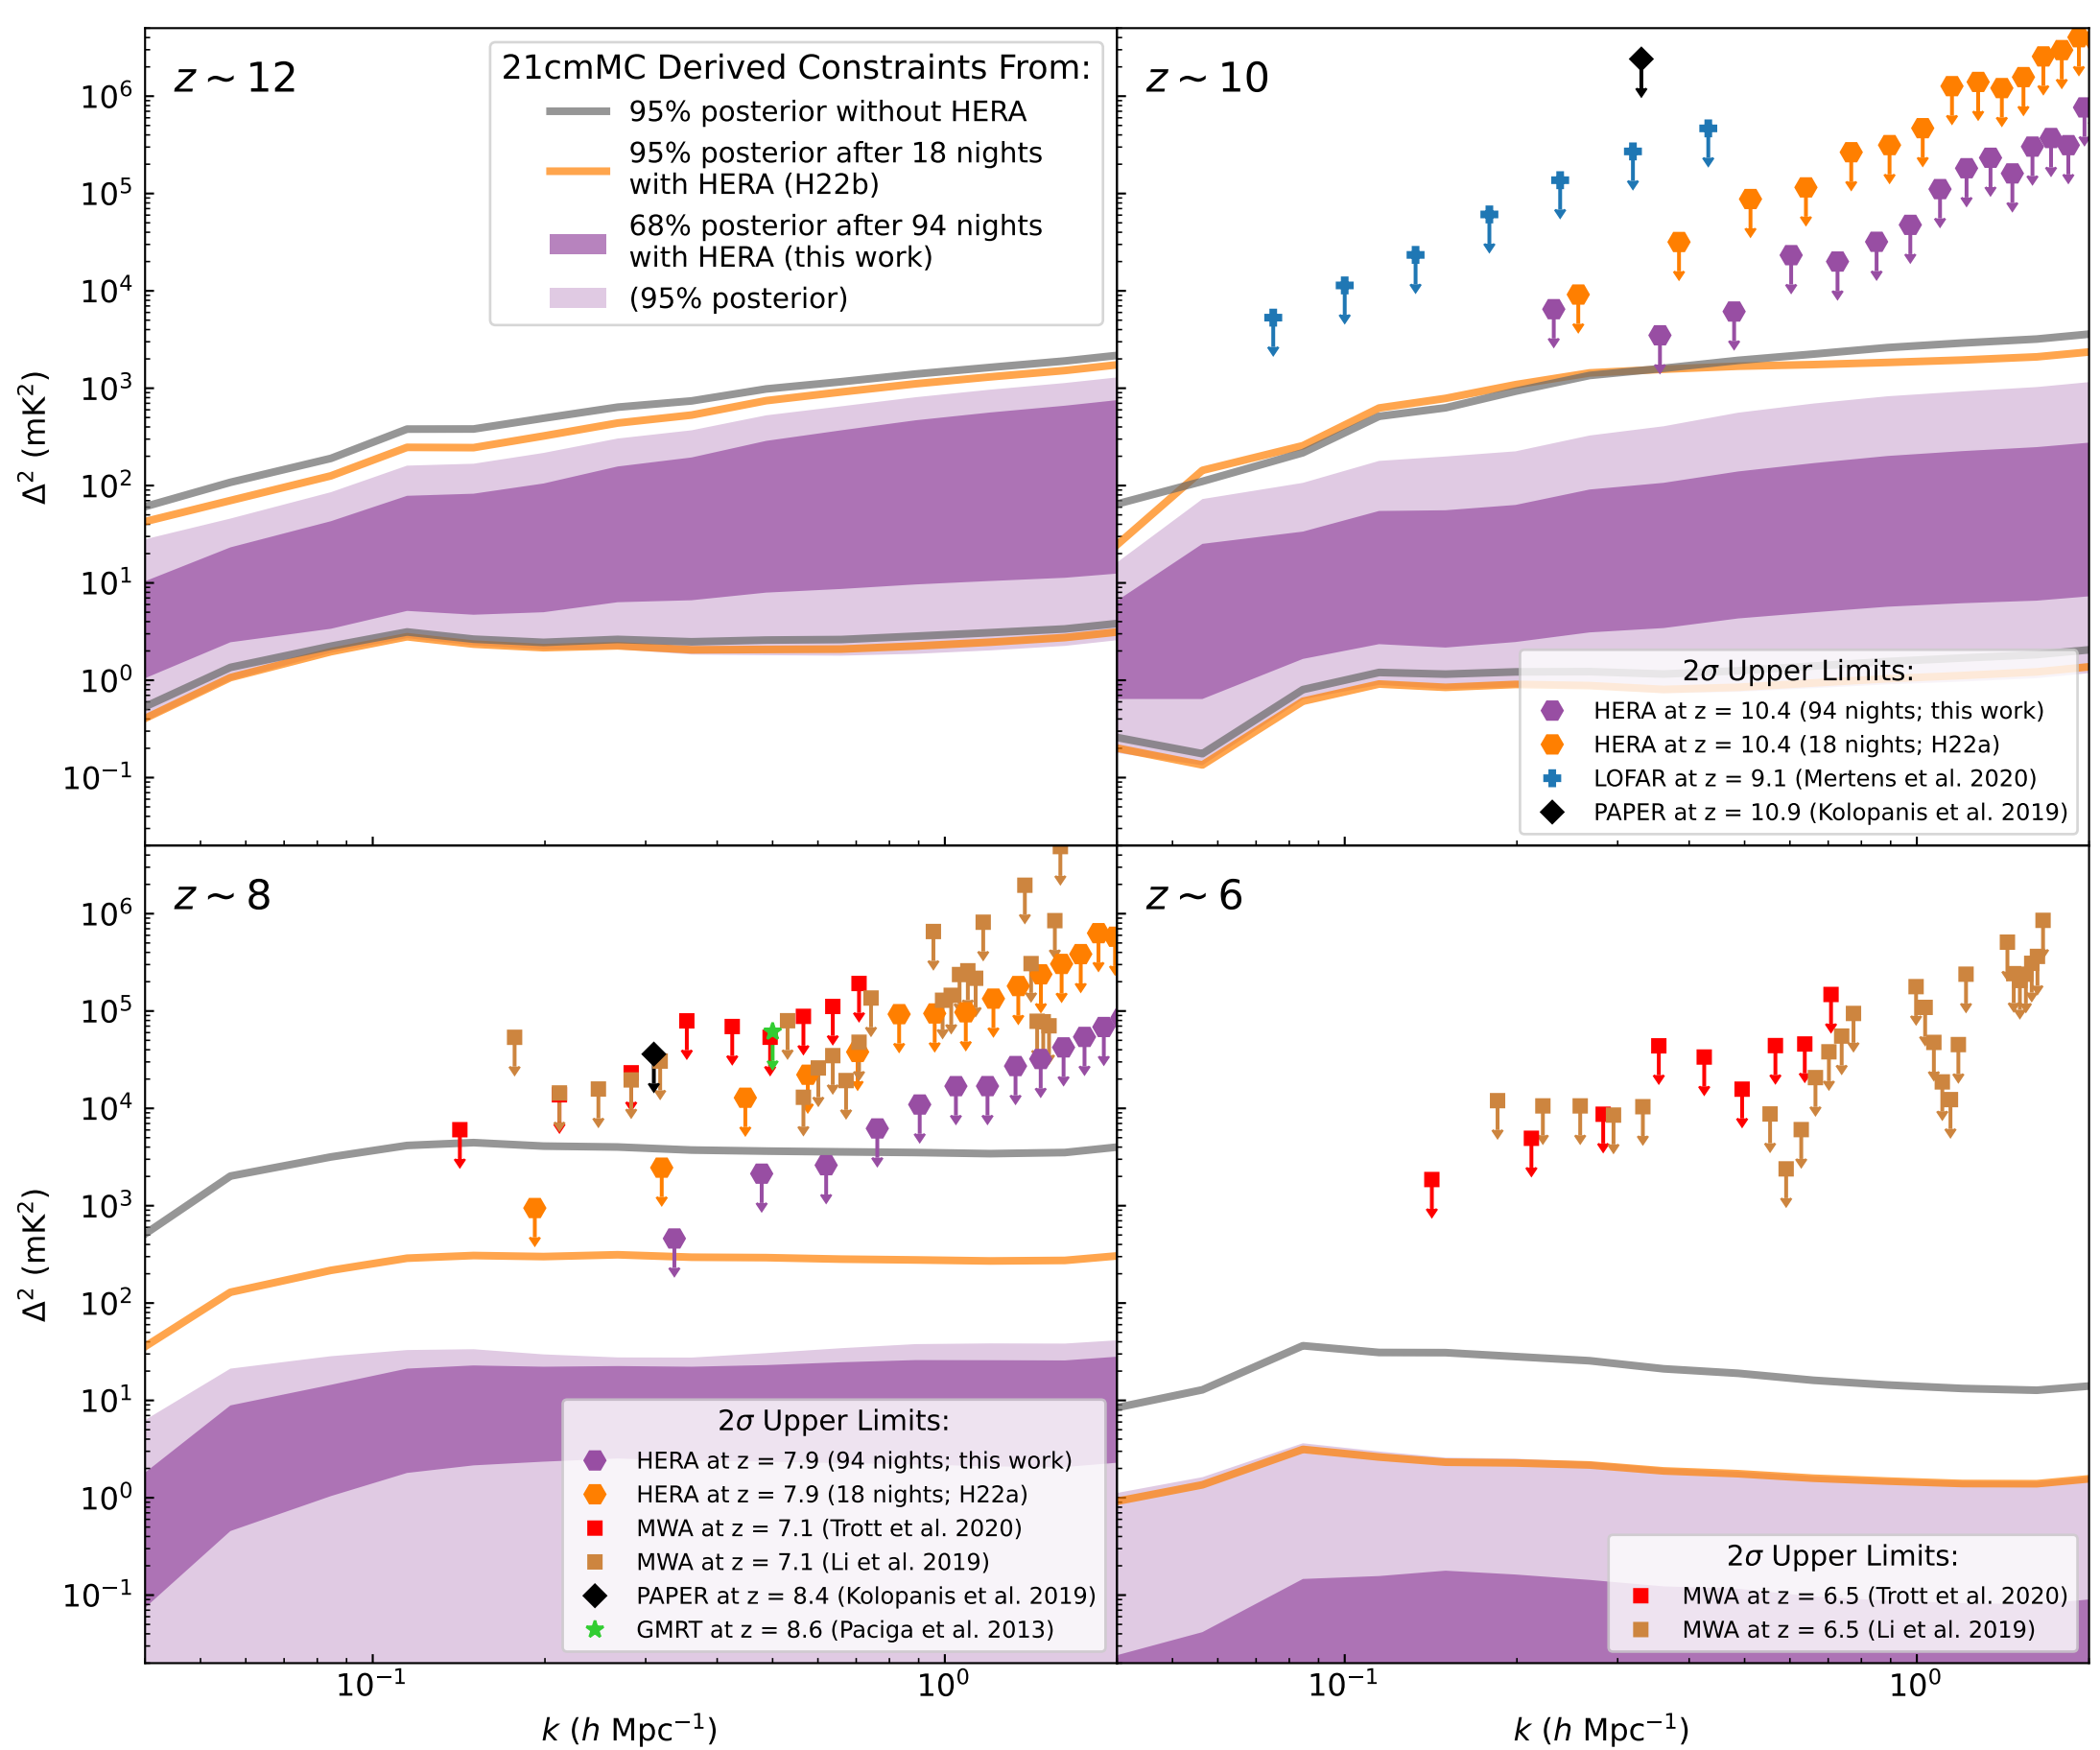 z ~ 12
21cmMC Derived Constraints From:
95% posterior without HERA
95% posterior after 18 nights
with HERA (H22b)
68% posterior after 94 nights
with HERA (this work)
(95% posterior)
10⁶
10⁵
10⁴
10³
10²
10¹
10⁰
10⁻¹
Δ² (mK²)
z ~ 10
2σ Upper Limits:
HERA at z = 10.4 (94 nights; this work)
HERA at z = 10.4 (18 nights; H22a)
LOFAR at z = 9.1 (Mertens et al. 2020)
PAPER at z = 10.9 (Kolopanis et al. 2019)
z ~ 8
10⁶
10⁵
10⁴
10³
10²
10¹
10⁰
10⁻¹
Δ² (mK²)
2σ Upper Limits:
HERA at z = 7.9 (94 nights; this work)
HERA at z = 7.9 (18 nights; H22a)
MWA at z = 7.1 (Trott et al. 2020)
MWA at z = 7.1 (Li et al. 2019)
PAPER at z = 8.4 (Kolopanis et al. 2019)
GMRT at z = 8.6 (Paciga et al. 2013)
10⁻¹
10⁰
k (h Mpc⁻¹)
z ~ 6
2σ Upper Limits:
MWA at z = 6.5 (Trott et al. 2020)
MWA at z = 6.5 (Li et al. 2019)
10⁻¹
10⁰
k (h Mpc⁻¹)